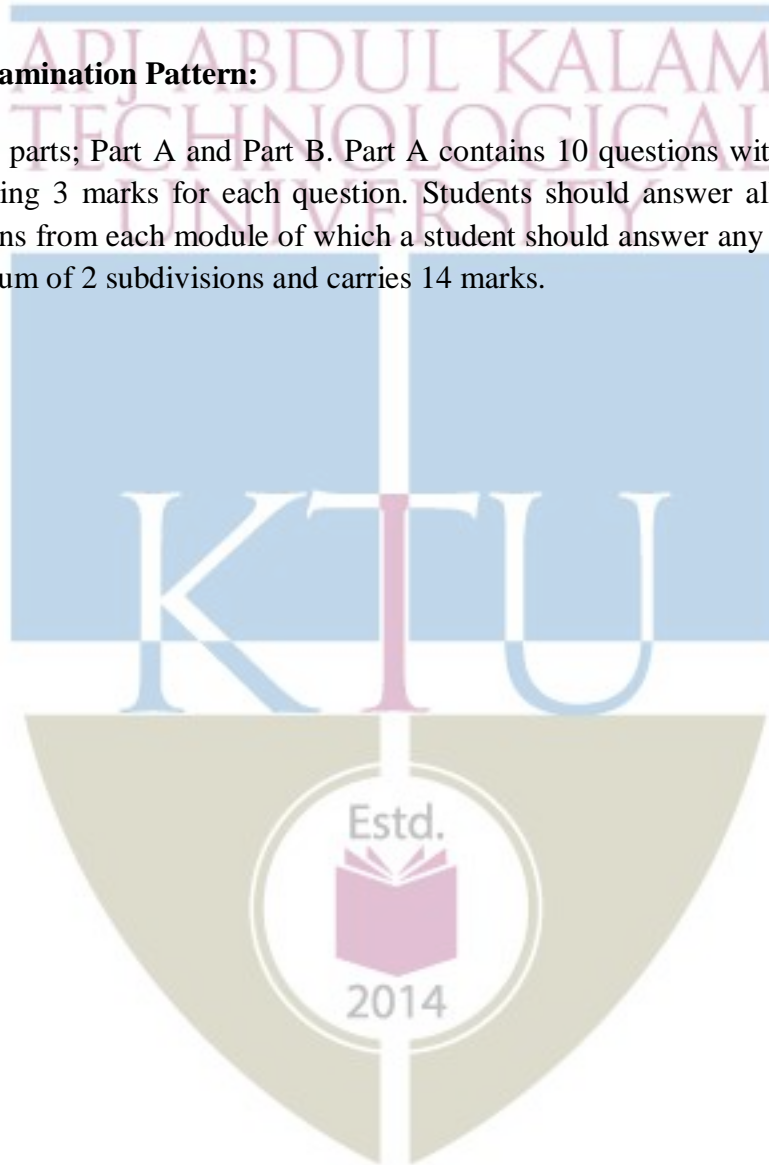 APJ ABDUL KALAM
TECHNOLOGICAL
UNIVERSITY
amination Pattern:
parts; Part A and Part B. Part A contains 10 questions wit
ing 3 marks for each question. Students should answer al
ns from each module of which a student should answer any
um of 2 subdivisions and carries 14 marks.
KTU
Estd.
2014